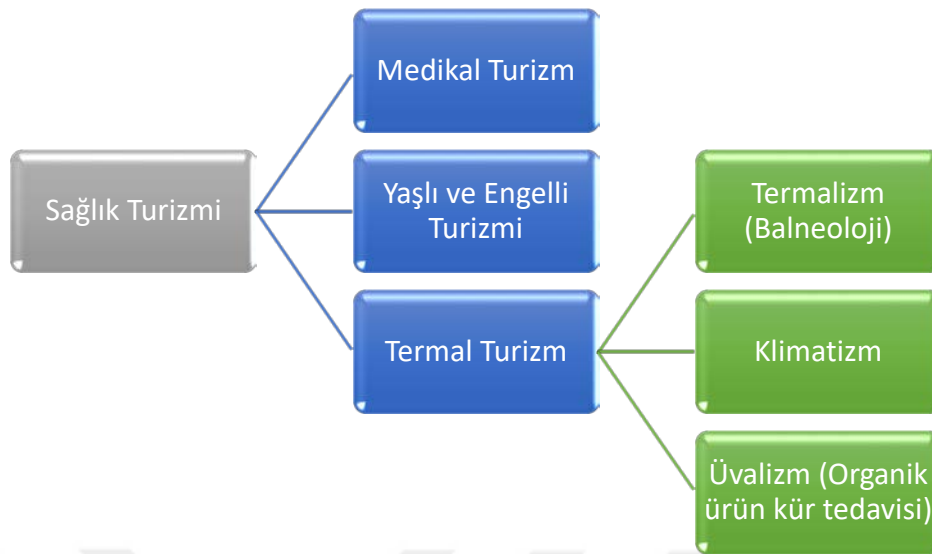 Sağlık Turizmi
Medikal Turizm
Yaşlı ve Engelli
Turizmi
Termal Turizm
Termalizm
(Balneoloji)
Klimatizm
Üvalizm (Organik
ürün kür tedavisi)